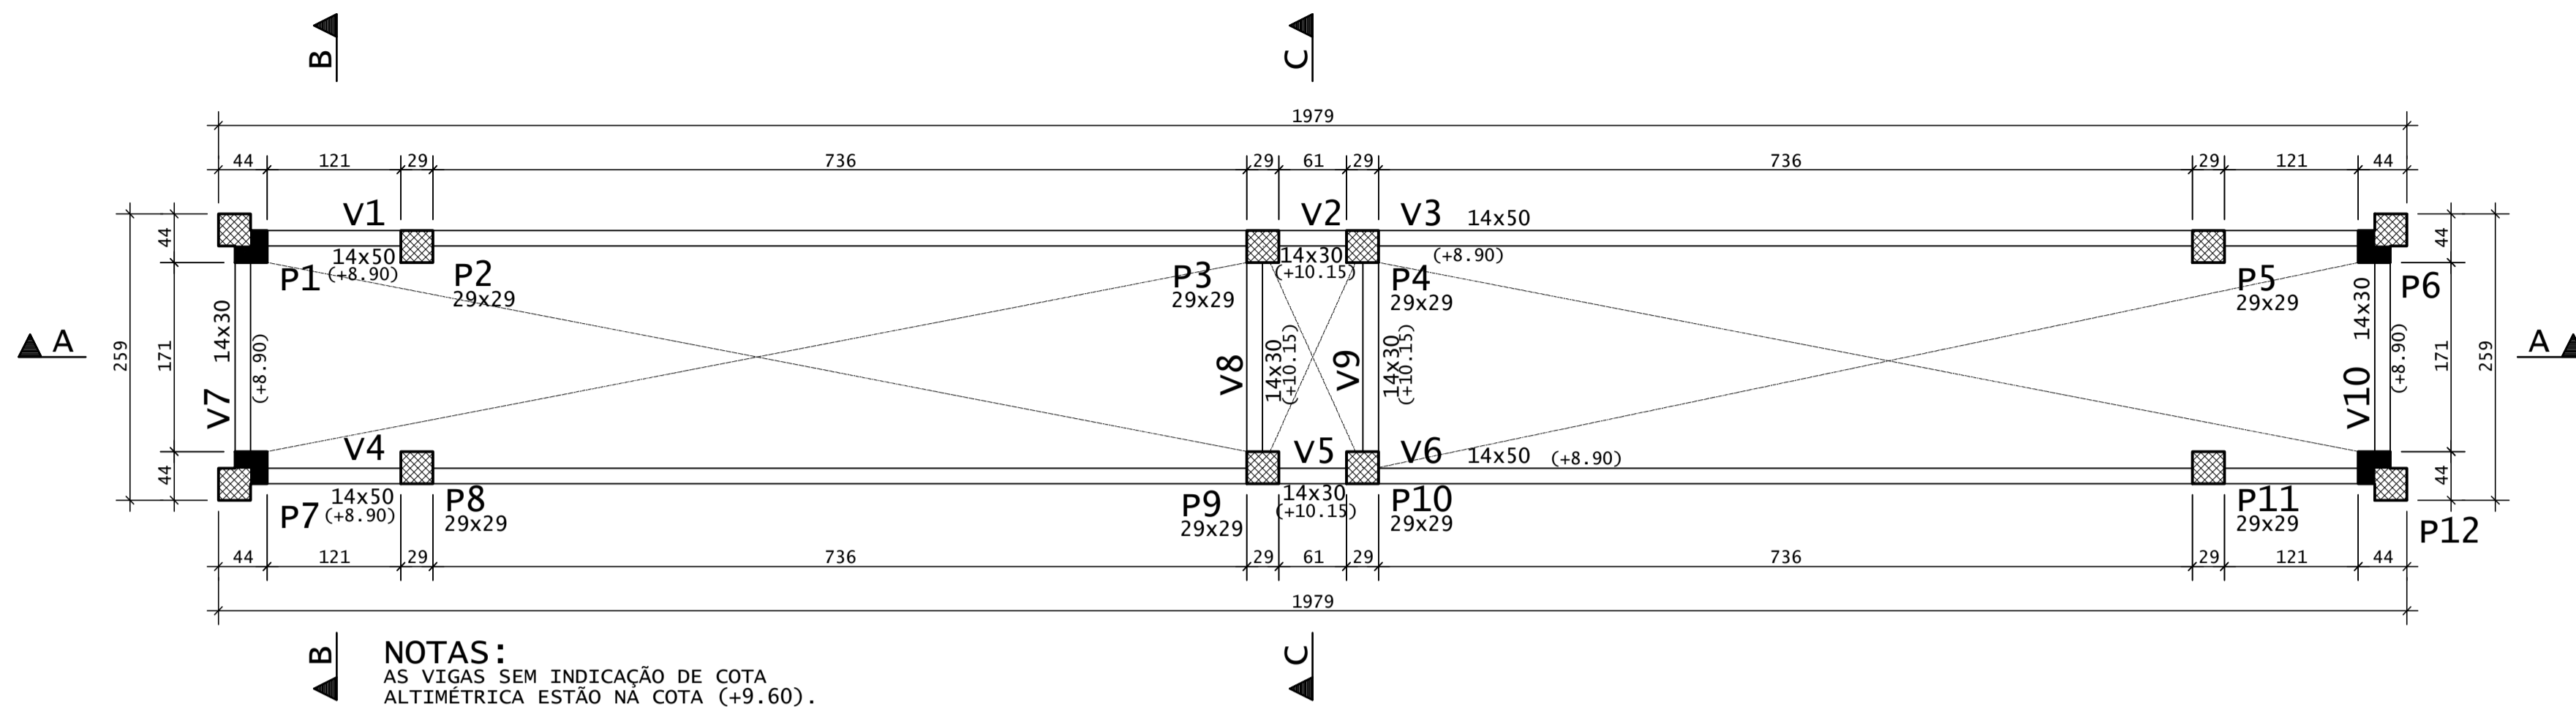 B
C
1979
44 121 29 736 29 61 29 736 29 121 44
V1
V2
V3 14x50
14x50
(+8.90)
14x30
(+10.15)
(+8.90)
P1
P2
29x29
P3
29x29
P4
29x29
P5
29x29
P6
44
44
259
171
14x30
(+8.90)
V7
V8
14x30
(+10.15)
V9
14x30
(+10.15)
14x30
V10
(+8.90)
171
259
A
A
44
44
V4
V5
V6 14x50 (+8.90)
P7
14x50
(+8.90)
P8
29x29
P9
29x29
14x30
(+10.15)
P10
29x29
P11
29x29
P12
44 121 29 736 29 61 29 736 29 121 44
1979
B
C
NOTAS:
AS VIGAS SEM INDICAÇÃO DE COTA
ALTIMÉTRICA ESTÃO NA COTA (+9.60).